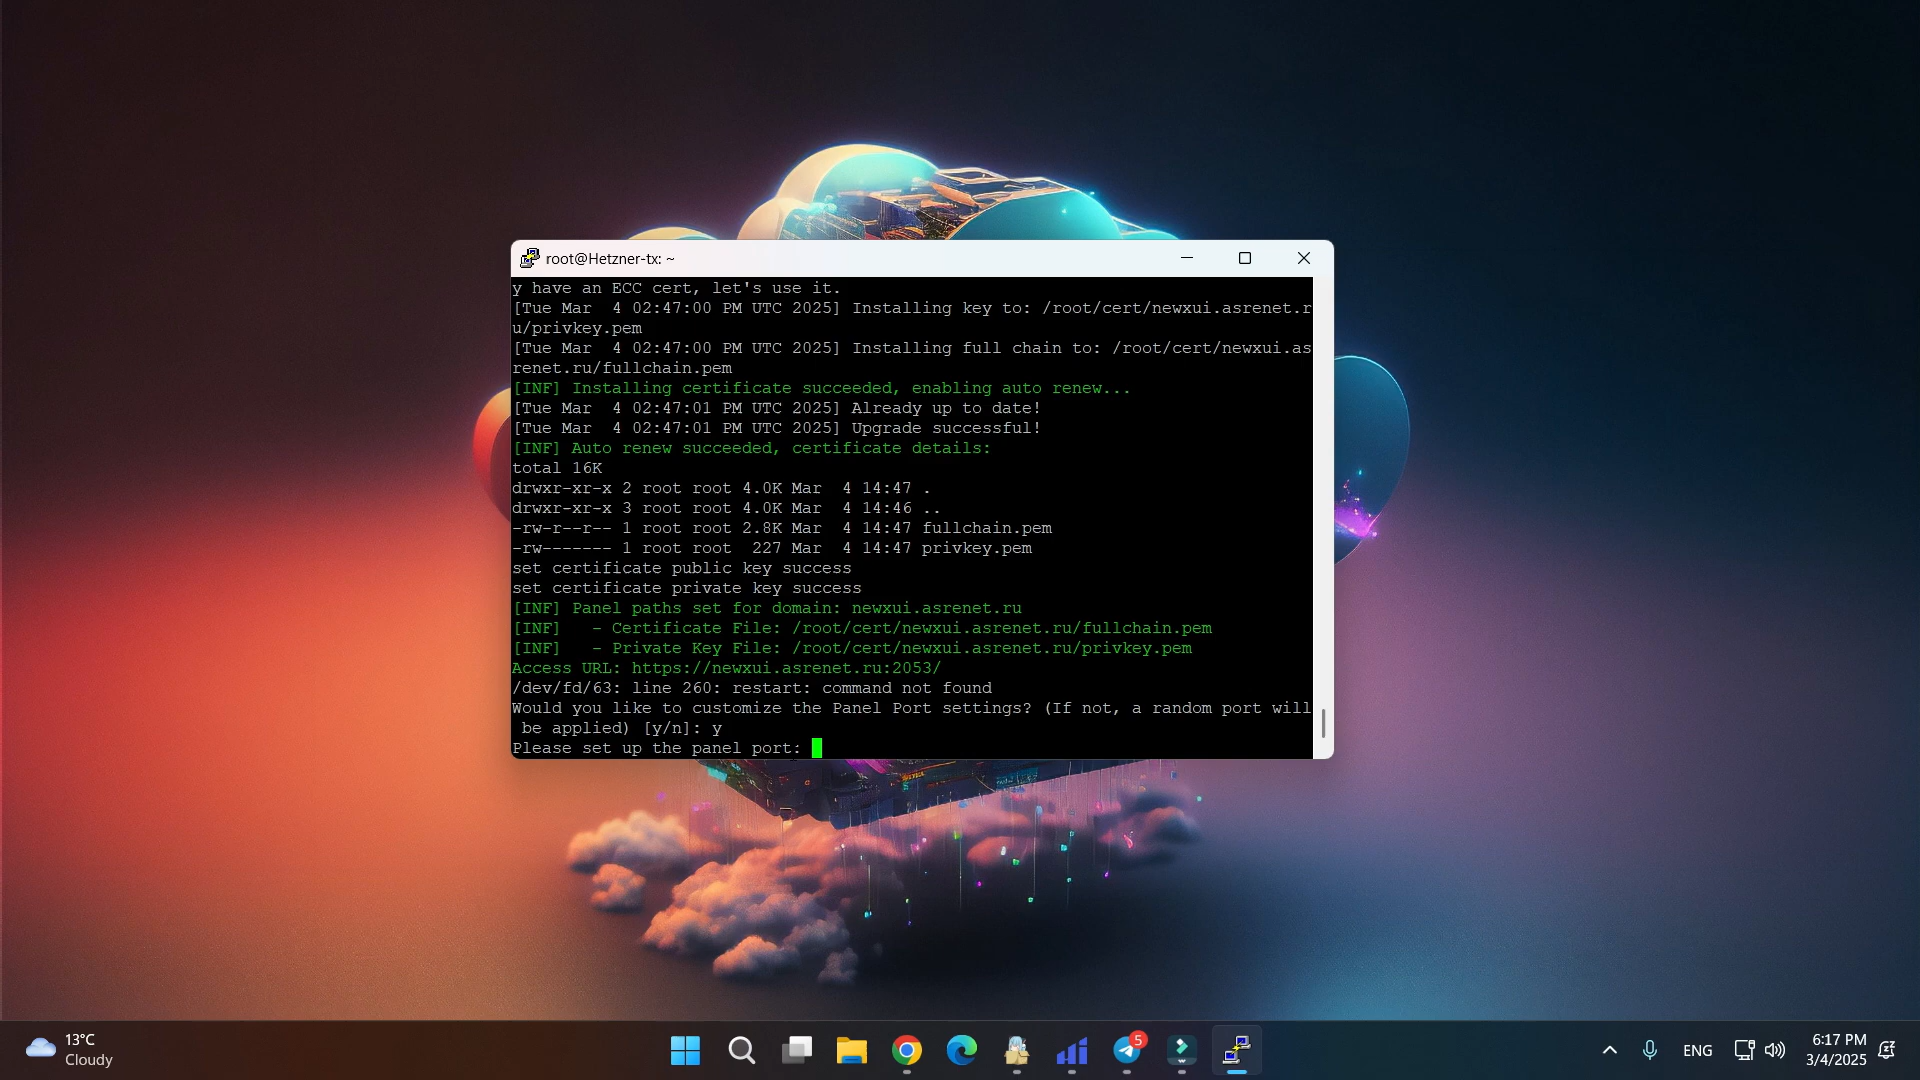 root@Hetzner-tx: ~
y have an ECC cert, let's use it.
[Tue Mar  4 02:47:00 PM UTC 2025] Installing key to: /root/cert/newxui.asrenet.r
u/privkey.pem
[Tue Mar  4 02:47:00 PM UTC 2025] Installing full chain to: /root/cert/newxui.as
renet.ru/fullchain.pem
[INF] Installing certificate succeeded, enabling auto renew...
[Tue Mar  4 02:47:01 PM UTC 2025] Already up to date!
[Tue Mar  4 02:47:01 PM UTC 2025] Upgrade successful!
[INF] Auto renew succeeded, certificate details:
total 16K
drwxr-xr-x 2 root root 4.0K Mar  4 14:47 .
drwxr-xr-x 3 root root 4.0K Mar  4 14:46 ..
-rw-r--r-- 1 root root 2.8K Mar  4 14:47 fullchain.pem
-rw------- 1 root root  227 Mar  4 14:47 privkey.pem
set certificate public key success
set certificate private key success
[INF] Panel paths set for domain: newxui.asrenet.ru
[INF]   - Certificate File: /root/cert/newxui.asrenet.ru/fullchain.pem
[INF]   - Private Key File: /root/cert/newxui.asrenet.ru/privkey.pem
Access URL: https://newxui.asrenet.ru:2053/
/dev/fd/63: line 260: restart: command not found
Would you like to customize the Panel Port settings? (If not, a random port will
 be applied) [y/n]: y
Please set up the panel port:
13°C
Cloudy
5
ENG
6:17 PM
3/4/2025